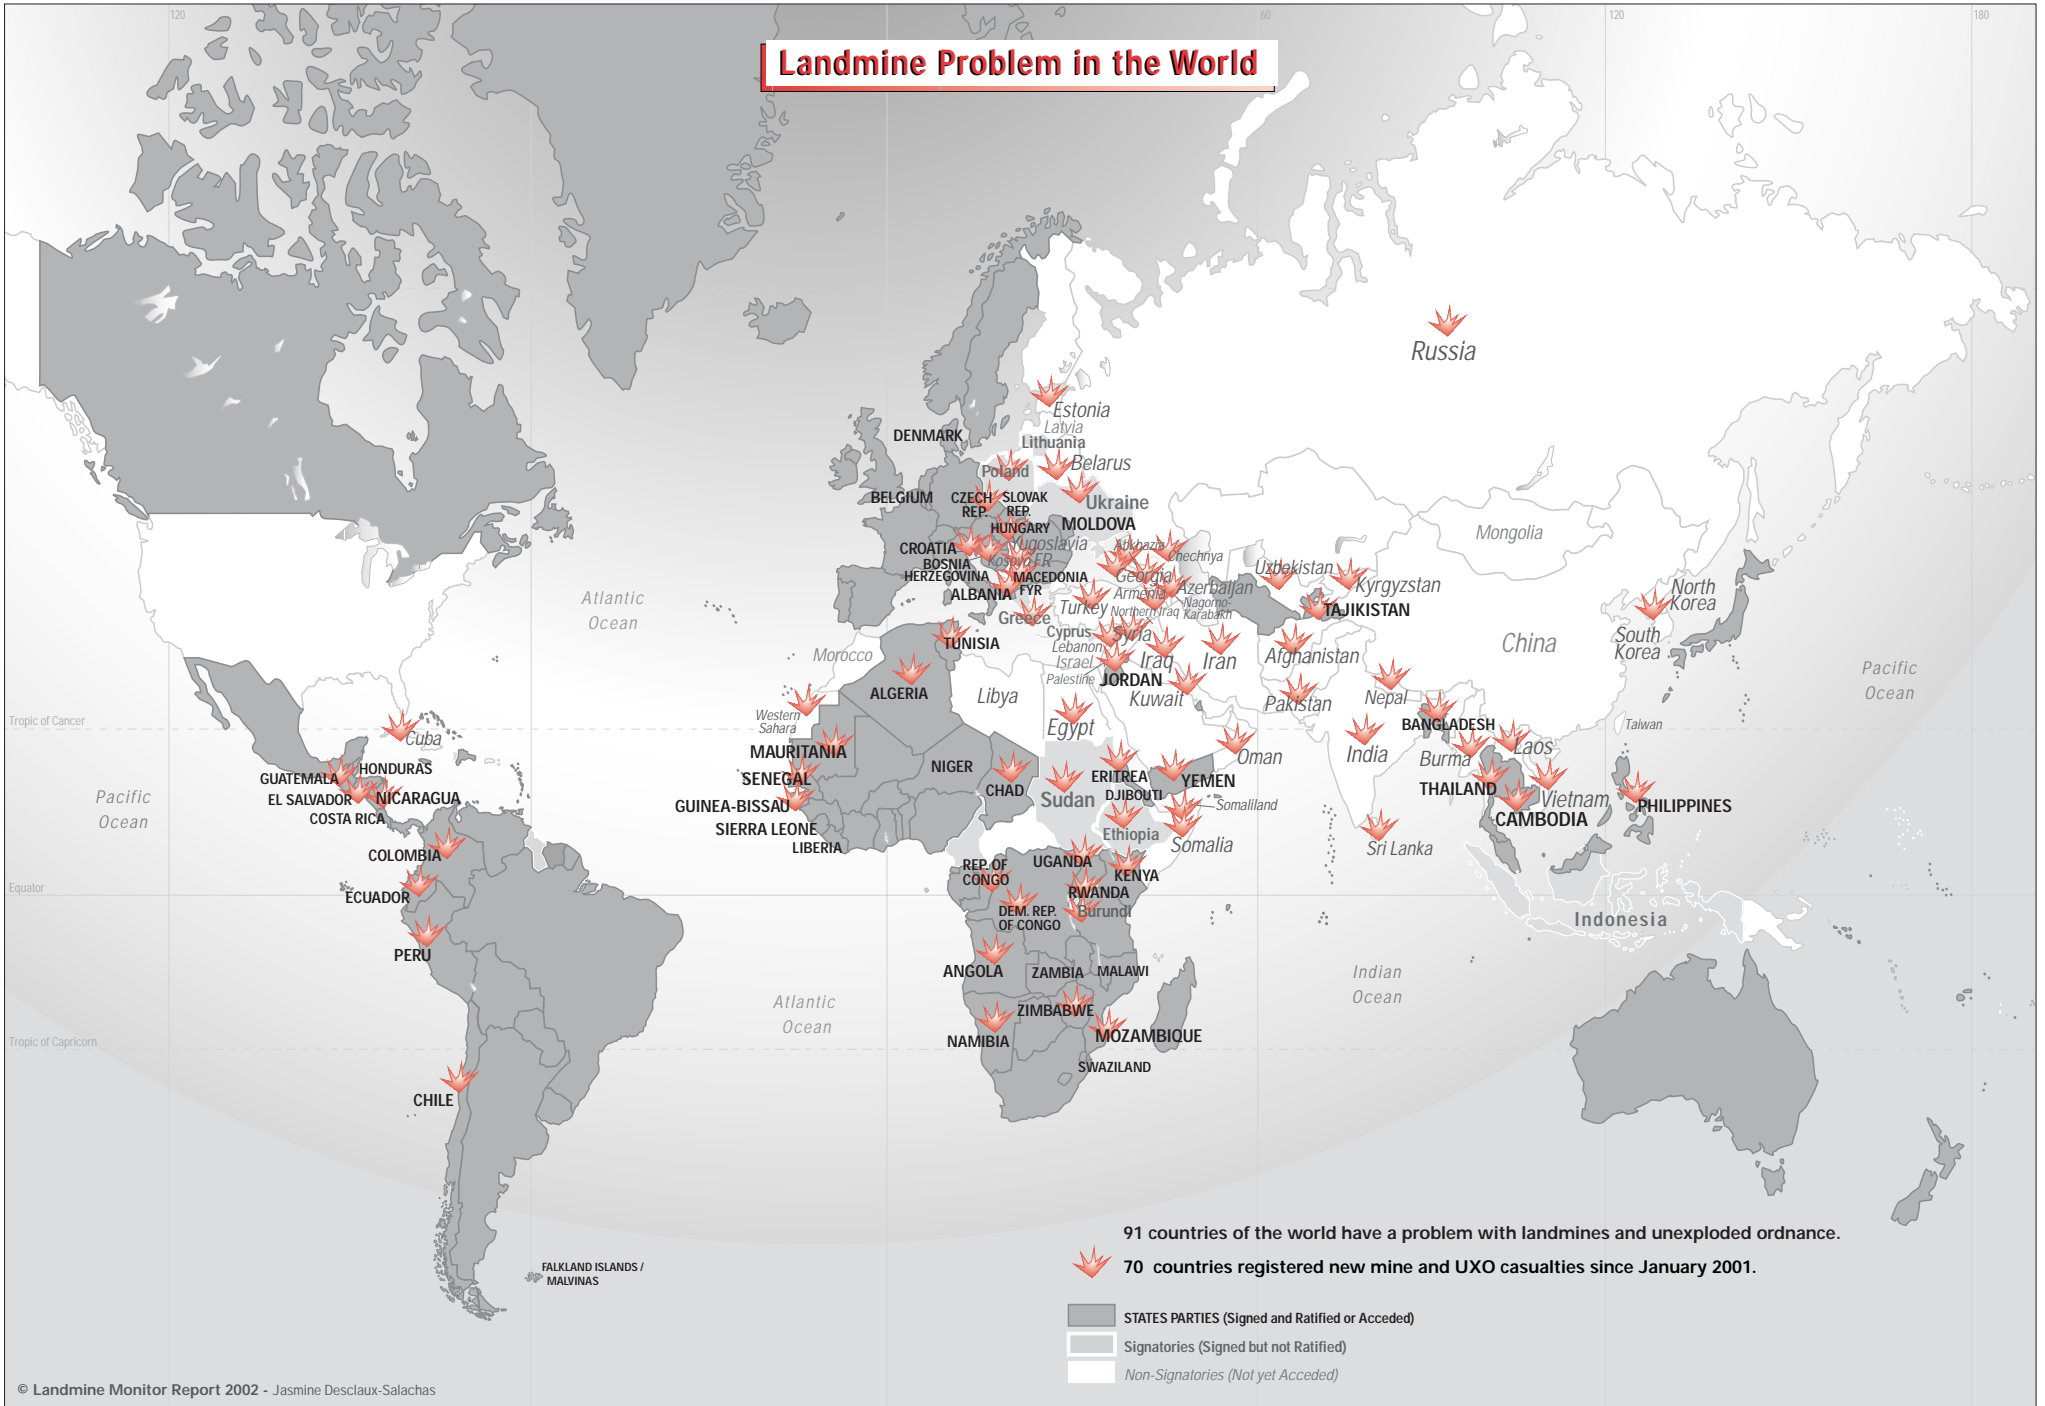 120
60
120
180
Landmine Problem in the World
Russia
Estonia
Latvia
Lithuania
DENMARK
Poland
Belarus
BELGIUM
CZECH
REP.
SLOVAK
REP.
Ukraine
HUNGARY
MOLDOVA
CROATIA
Yugoslavia
FR
Kosovo
BOSNIA
HERZEGOVINA
MACEDONIA
FYR
ALBANIA
Greece
Abkhazia
Chechnya
Georgia
Armenia
Azerbaijan
Nagorno-
Karabakh
Turkey
Northern Iraq
Uzbekistan
Kyrgyzstan
TAJIKISTAN
Mongolia
North
Korea
South
Korea
China
Atlantic
Ocean
Cyprus
Syria
Lebanon
Israel
Palestine
JORDAN
Iraq
Kuwait
Iran
Afghanistan
Pakistan
Nepal
TUNISIA
Morocco
ALGERIA
Libya
Egypt
Western
Sahara
Pacific
Ocean
Tropic of Cancer
Cuba
MAURITANIA
SENEGAL
GUINEA-BISSAU
SIERRA LEONE
LIBERIA
NIGER
CHAD
Sudan
ERITREA
DJIBOUTI
YEMEN
Oman
Somaliland
Ethiopia
Somalia
India
BANGLADESH
Burma
Laos
Taiwan
THAILAND
Vietnam
CAMBODIA
PHILIPPINES
Sri Lanka
GUATEMALA
HONDURAS
EL SALVADOR
NICARAGUA
COSTA RICA
Pacific
Ocean
COLOMBIA
Equator
ECUADOR
PERU
REP. OF
CONGO
UGANDA
KENYA
RWANDA
Burundi
DEM. REP.
OF CONGO
Indonesia
ANGOLA
ZAMBIA
MALAWI
Indian
Ocean
Atlantic
Ocean
ZIMBABWE
NAMIBIA
MOZAMBIQUE
Tropic of Capricorn
SWAZILAND
CHILE
FALKLAND ISLANDS /
MALVINAS
91 countries of the world have a problem with landmines and unexploded ordnance.
70 countries registered new mine and UXO casualties since January 2001.
STATES PARTIES (Signed and Ratified or Acceded)
Signatories (Signed but not Ratified)
Non-Signatories (Not yet Acceded)
© Landmine Monitor Report 2002 - Jasmine Desclaux-Salachas